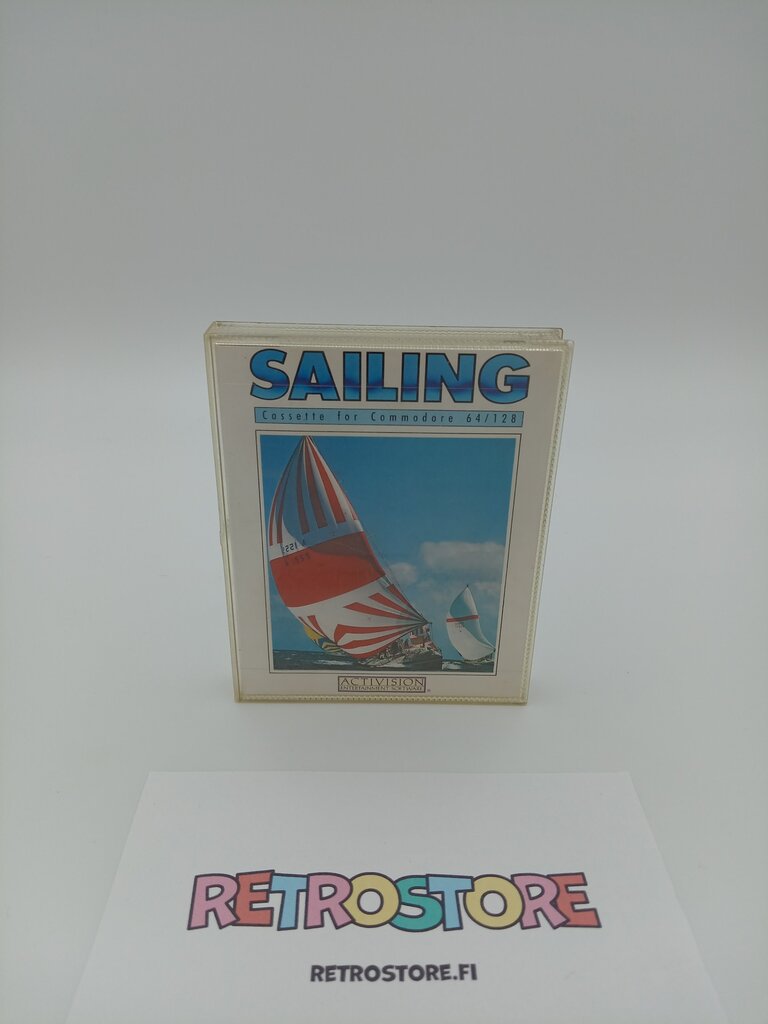 SAILING
Cassette for Commodore 64/128
ACTIVISION
ENTERTAINMENT SOFTWARE
RETROSTORE
RETROSTORE.FI